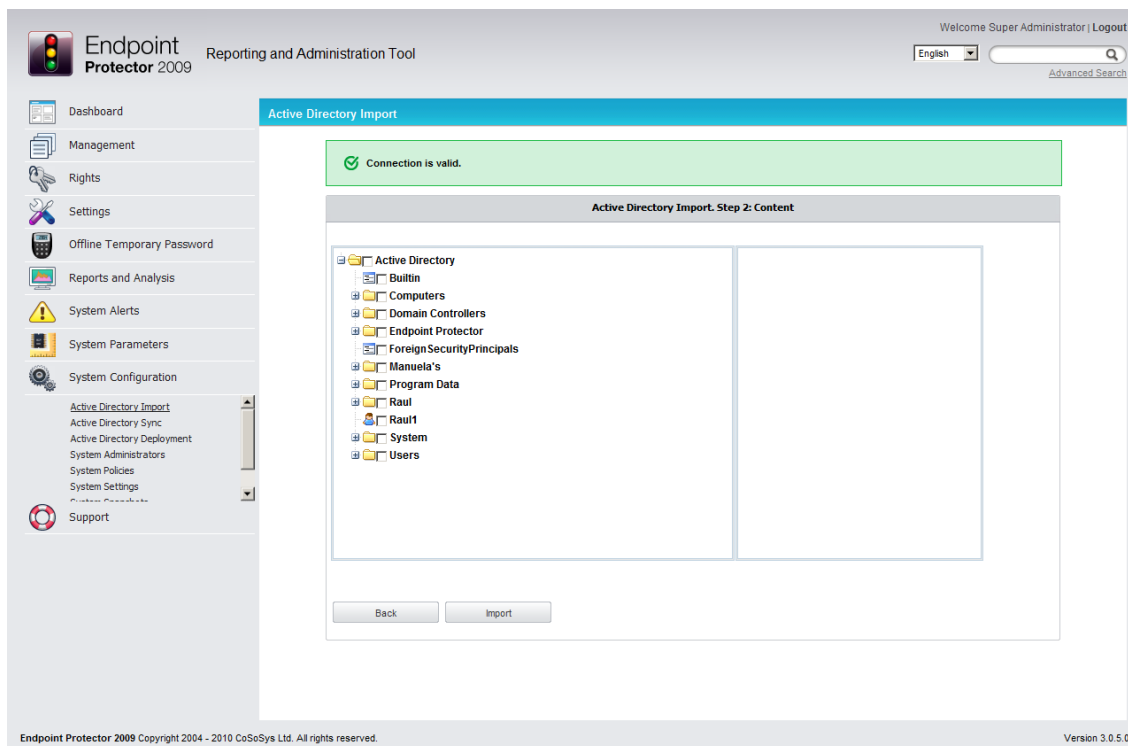 Welcome Super Administrator | Logout
Endpoint
Protector 2009
Reporting and Administration Tool
English
Advanced Search
Dashboard
Management
Rights
Settings
Offline Temporary Password
Reports and Analysis
System Alerts
System Parameters
System Configuration
Active Directory Import
Active Directory Sync
Active Directory Deployment
System Administrators
System Policies
System Settings
System Snapshots
Support
Active Directory Import
Connection is valid.
Active Directory Import. Step 2: Content
Active Directory
Builtin
Computers
Domain Controllers
Endpoint Protector
ForeignSecurityPrincipals
Manuela's
Program Data
Raul
Raul1
System
Users
Back
Import
Endpoint Protector 2009 Copyright 2004 - 2010 CoSoSys Ltd. All rights reserved.
Version 3.0.5.0